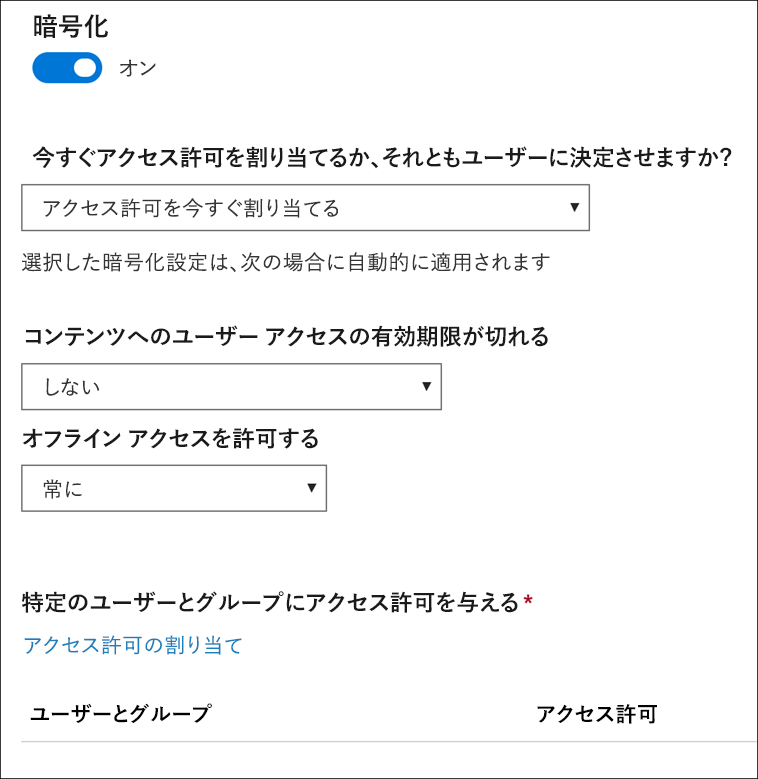 暗号化
オン
今すぐアクセス許可を割り当てるか、それともユーザーに決定させますか?
アクセス許可を今すぐ割り当てる
選択した暗号化設定は、次の場合に自動的に適用されます
コンテンツへのユーザー アクセスの有効期限が切れる
しない
オフライン アクセスを許可する
常に
特定のユーザーとグループにアクセス許可を与える*
アクセス許可の割り当て
ユーザーとグループ アクセス許可